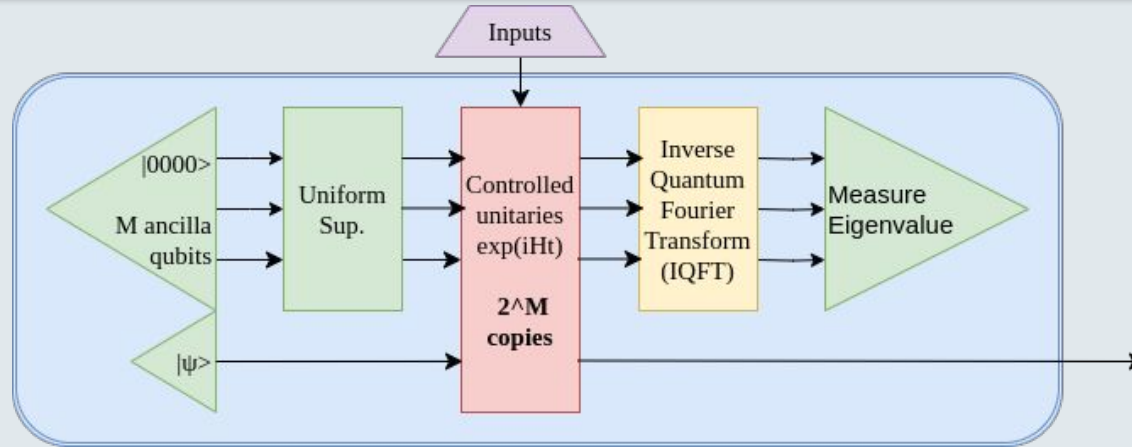 Inputs
|0000>
M ancilla
qubits
Uniform
Sup.
Controlled
unitaries
exp(iHt)
2^M
copies
Inverse
Quantum
Fourier
Transform
(IQFT)
Measure
Eigenvalue
|ψ>